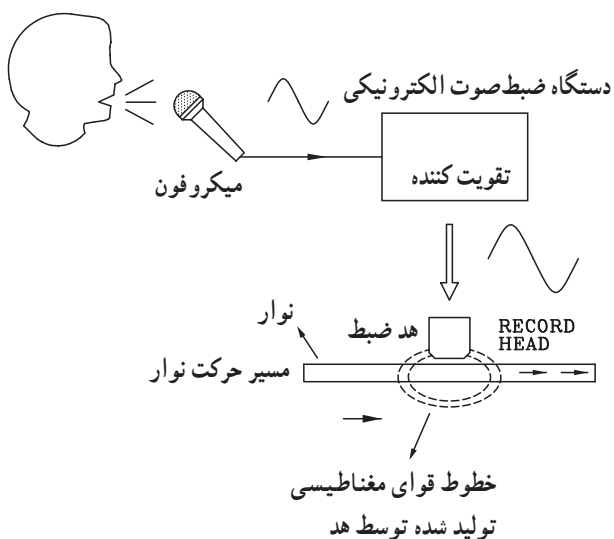 دستگاه ضبط‌صوت الکترونیکی
تقویت کننده
میکروفون
نوار
هد ضبط
RECORD
HEAD
مسیر حرکت نوار
خطوط قوای مغناطیسی
تولید شده توسط هد